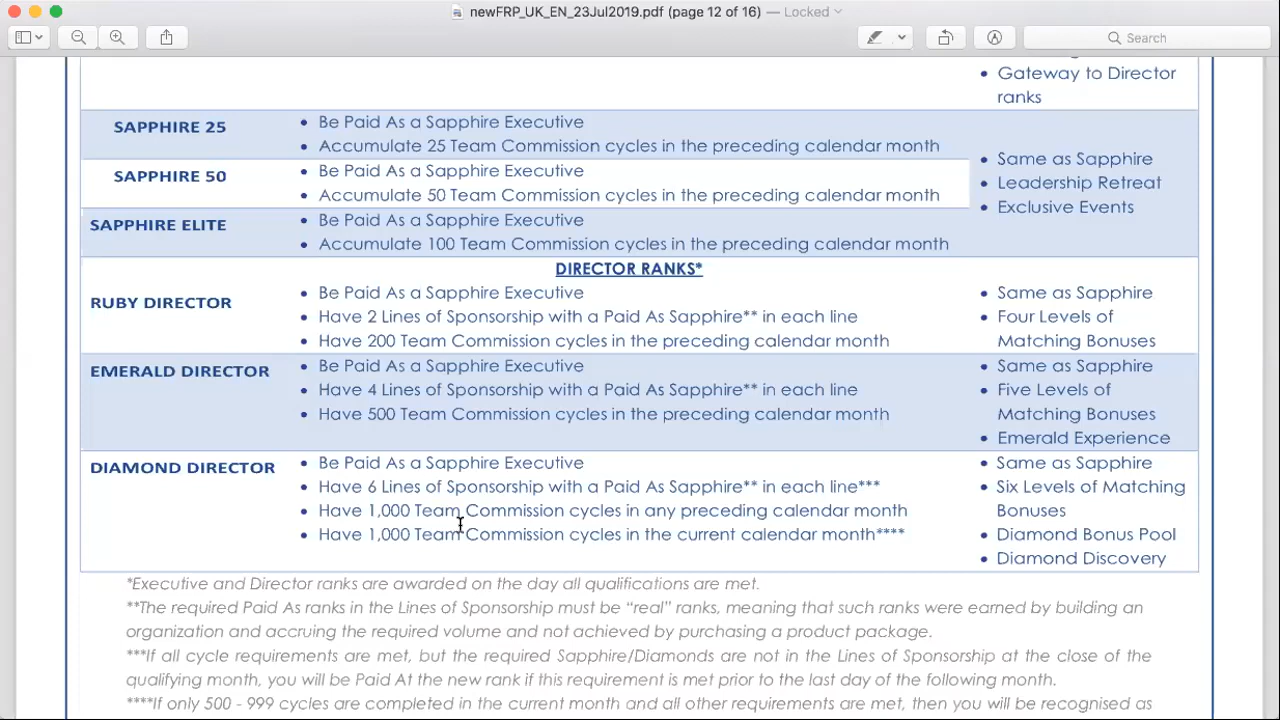 newFRP_UK_EN_23Jul2019.pdf (page 12 of 16) — Locked
Search
• Gateway to Director
ranks
SAPPHIRE 25
• Be Paid As a Sapphire Executive
• Accumulate 25 Team Commission cycles in the preceding calendar month
SAPPHIRE 50
• Be Paid As a Sapphire Executive
• Accumulate 50 Team Commission cycles in the preceding calendar month
SAPPHIRE ELITE
• Be Paid As a Sapphire Executive
• Accumulate 100 Team Commission cycles in the preceding calendar month
• Same as Sapphire
• Leadership Retreat
• Exclusive Events
DIRECTOR RANKS*
RUBY DIRECTOR
• Be Paid As a Sapphire Executive
• Have 2 Lines of Sponsorship with a Paid As Sapphire** in each line
• Have 200 Team Commission cycles in the preceding calendar month
• Same as Sapphire
• Four Levels of
Matching Bonuses
EMERALD DIRECTOR
• Be Paid As a Sapphire Executive
• Have 4 Lines of Sponsorship with a Paid As Sapphire** in each line
• Have 500 Team Commission cycles in the preceding calendar month
• Same as Sapphire
• Five Levels of
Matching Bonuses
• Emerald Experience
DIAMOND DIRECTOR
• Be Paid As a Sapphire Executive
• Have 6 Lines of Sponsorship with a Paid As Sapphire** in each line***
• Have 1,000 Team Commission cycles in any preceding calendar month
• Have 1,000 Team Commission cycles in the current calendar month****
• Same as Sapphire
• Six Levels of Matching
Bonuses
• Diamond Bonus Pool
• Diamond Discovery
*Executive and Director ranks are awarded on the day all qualifications are met.
**The required Paid As ranks in the Lines of Sponsorship must be “real” ranks, meaning that such ranks were earned by building an
organization and accruing the required volume and not achieved by purchasing a product package.
***If all cycle requirements are met, but the required Sapphire/Diamonds are not in the Lines of Sponsorship at the close of the
qualifying month, you will be Paid At the new rank if this requirement is met prior to the last day of the following month.
****If only 500 - 999 cycles are completed in the current month and all other requirements are met, then you will be recognised as